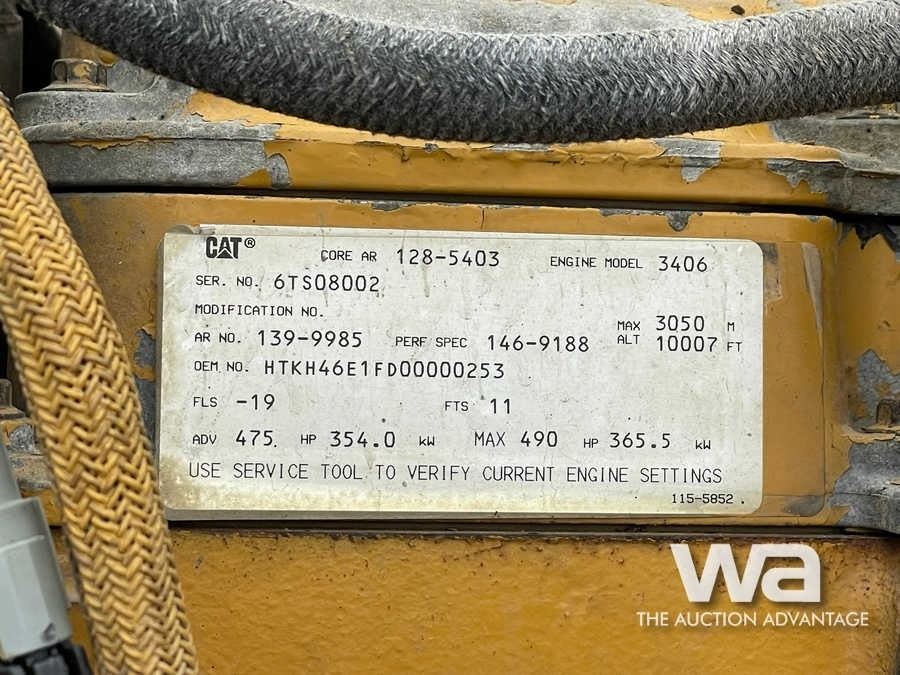 CAT® CORE AR 128-5403 ENGINE MODEL 3406
SER. NO. 6TS08002
MODIFICATION NO.
AR NO. 139-9985 PERF SPEC 146-9188 MAX ALT 3050 M 10007 FT
OEM NO. HTKH46E1FD00000253
FLS -19 FTS 11
ADV 475. HP 354.0 kW MAX 490 HP 365.5 kW
USE SERVICE TOOL TO VERIFY CURRENT ENGINE SETTINGS
115-5852.
wa
THE AUCTION ADVANTAGE